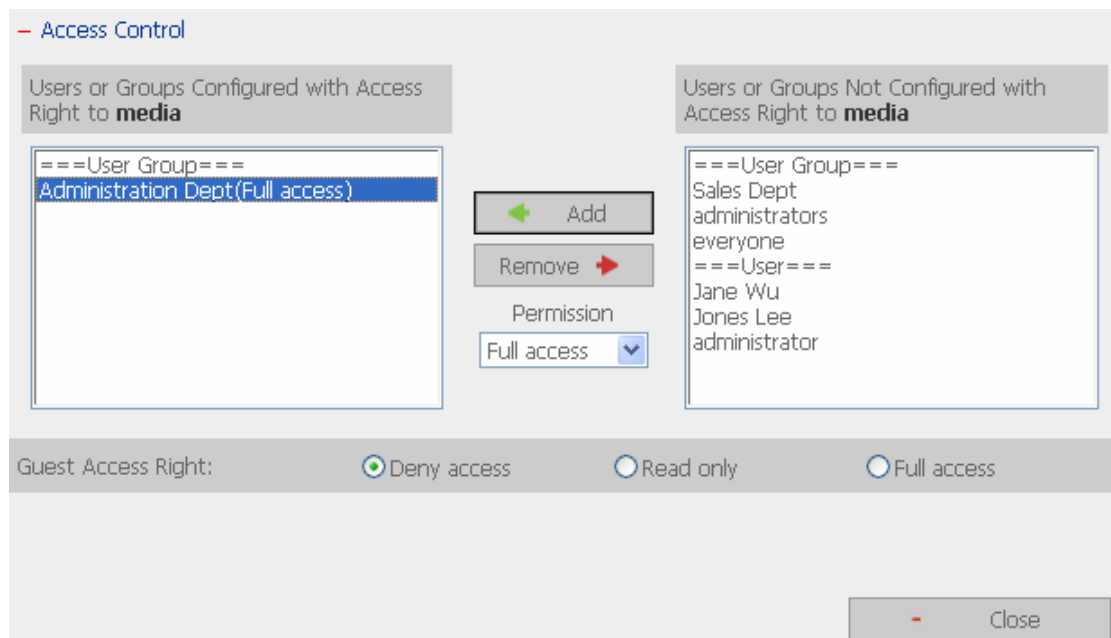 – Access Control
Users or Groups Configured with Access
Right to media
===User Group===
Administration Dept(Full access)
Add
Remove
Permission
Full access
Users or Groups Not Configured with
Access Right to media
===User Group===
Sales Dept
administrators
everyone
===User===
Jane Wu
Jones Lee
administrator
Guest Access Right: Deny access Read only Full access
- Close